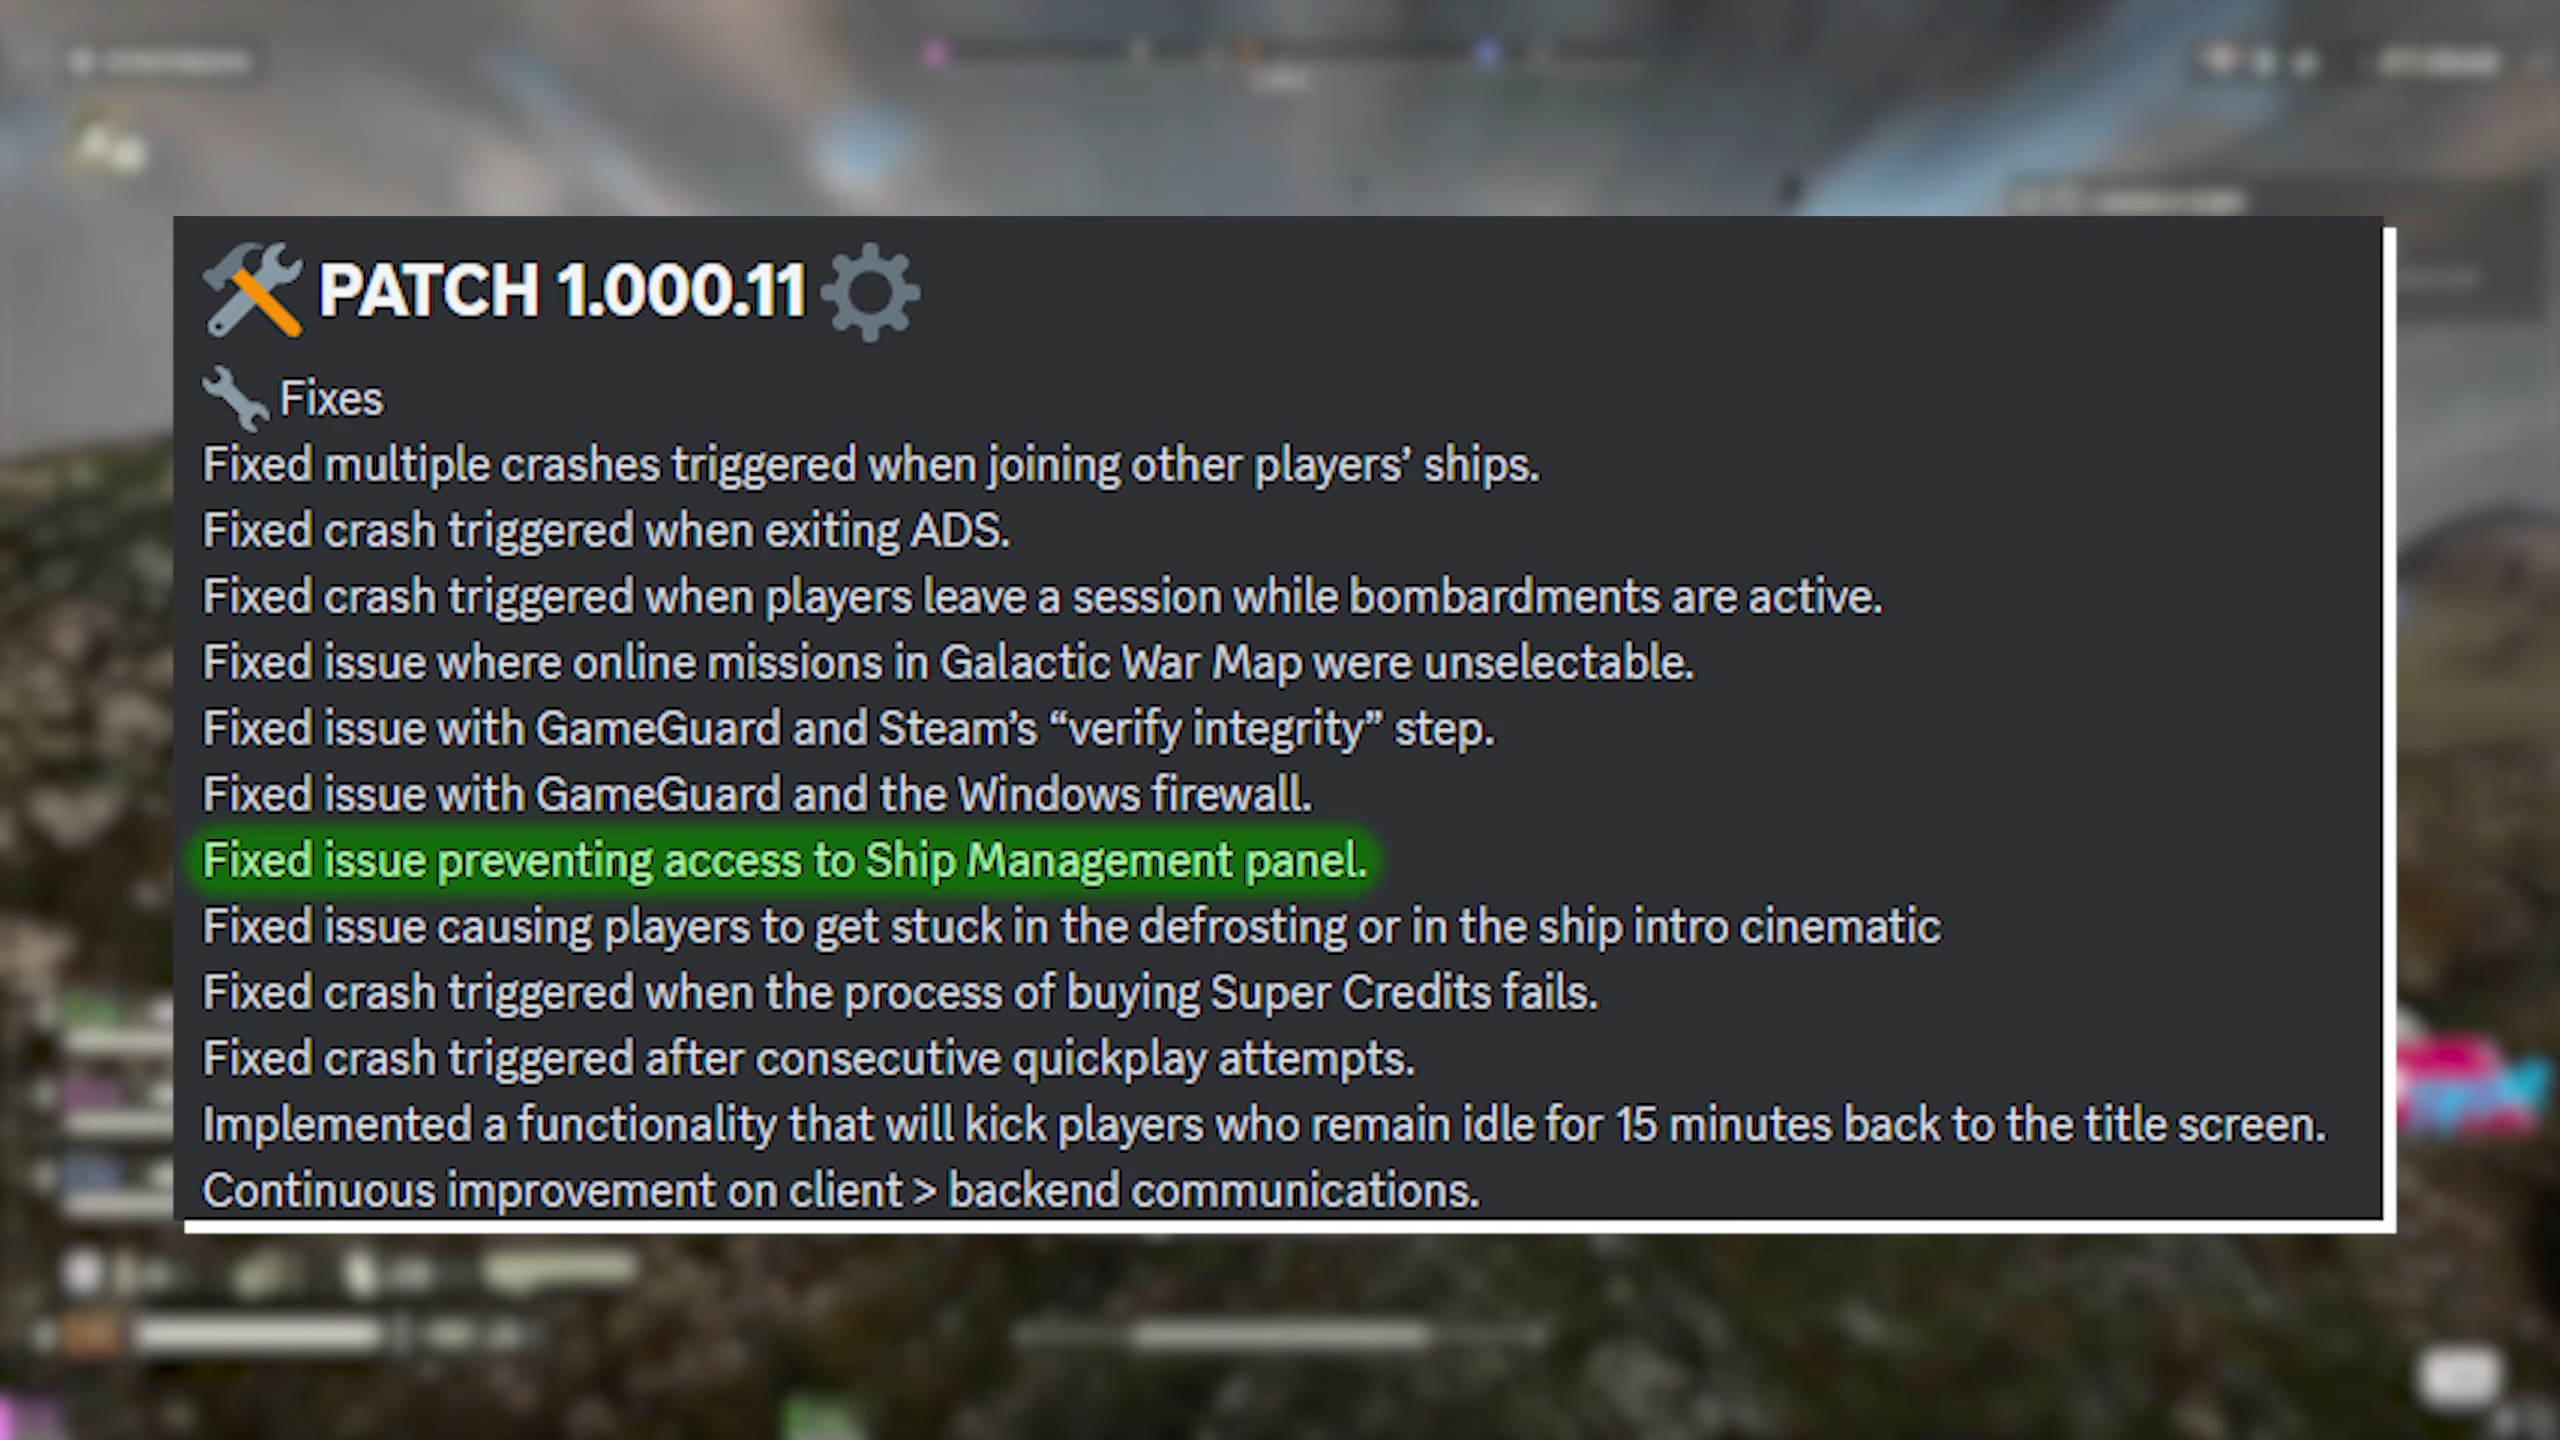 PATCH 1.000.11
Fixes
Fixed multiple crashes triggered when joining other players’ ships.
Fixed crash triggered when exiting ADS.
Fixed crash triggered when players leave a session while bombardments are active.
Fixed issue where online missions in Galactic War Map were unselectable.
Fixed issue with GameGuard and Steam’s “verify integrity” step.
Fixed issue with GameGuard and the Windows firewall.
Fixed issue preventing access to Ship Management panel.
Fixed issue causing players to get stuck in the defrosting or in the ship intro cinematic
Fixed crash triggered when the process of buying Super Credits fails.
Fixed crash triggered after consecutive quickplay attempts.
Implemented a functionality that will kick players who remain idle for 15 minutes back to the title screen.
Continuous improvement on client > backend communications.